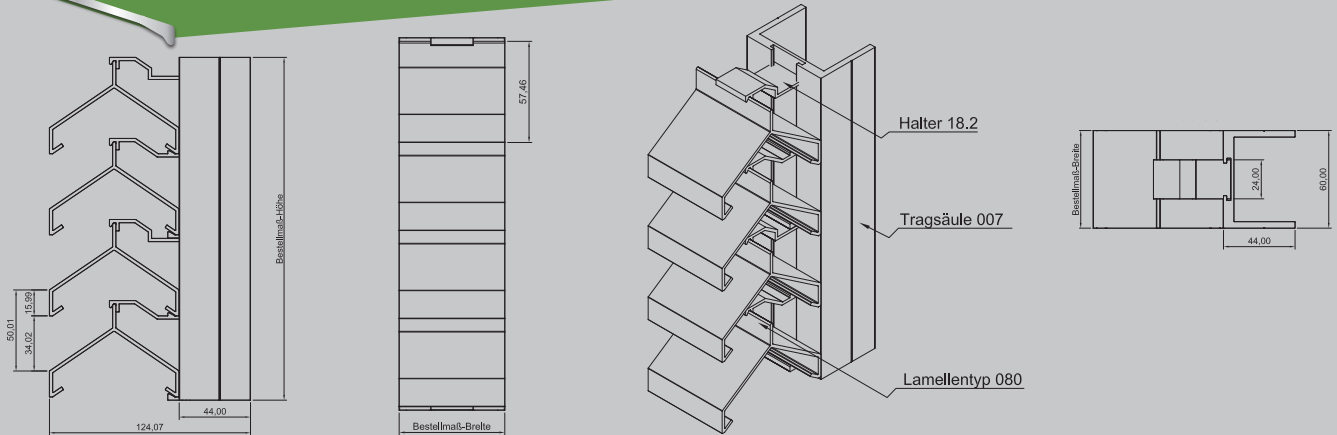 57,46
Halter 18.2
Bestellmaß-Höhe
Bestellmaß-Breite
24,00
60,00
Tragsäule 007
44,00
50,01
15,99
34,02
Lamellentyp 080
44,00
124,07
Bestellmaß-Breite